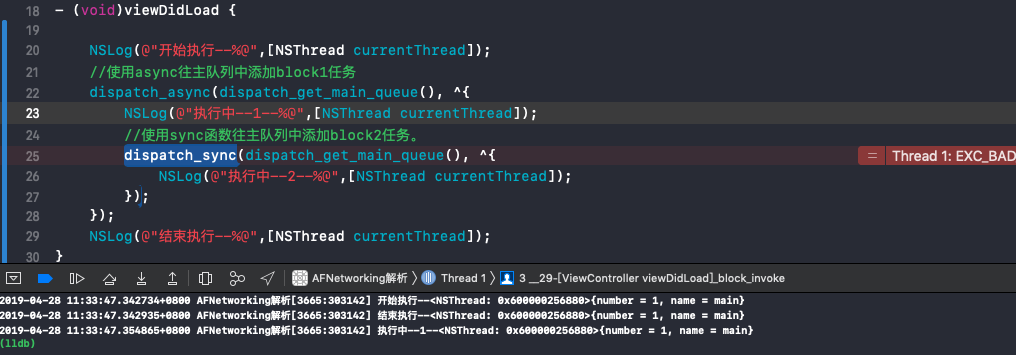 18 - (void)viewDidLoad {
19
20 NSLog(@"开始执行--%@",[NSThread currentThread]);
21 //使用async往主队列中添加block1任务
22 dispatch_async(dispatch_get_main_queue(), ^{
23 NSLog(@"执行中--1--%@",[NSThread currentThread]);
24 //使用sync函数往主队列中添加block2任务。
25 dispatch_sync(dispatch_get_main_queue(), ^{ = Thread 1: EXC_BAD
26 NSLog(@"执行中--2--%@",[NSThread currentThread]);
27 });
28 });
29 NSLog(@"结束执行--%@",[NSThread currentThread]);
30 }
AFNetworking解析 〉 Thread 1 〉 3 __29-[ViewController viewDidLoad]_block_invoke
2019-04-28 11:33:47.342734+0800 AFNetworking解析[3665:303142] 开始执行--<NSThread: 0x600000256880>{number = 1, name = main}
2019-04-28 11:33:47.342935+0800 AFNetworking解析[3665:303142] 结束执行--<NSThread: 0x600000256880>{number = 1, name = main}
2019-04-28 11:33:47.354865+0800 AFNetworking解析[3665:303142] 执行中--1--<NSThread: 0x600000256880>{number = 1, name = main}
(lldb)